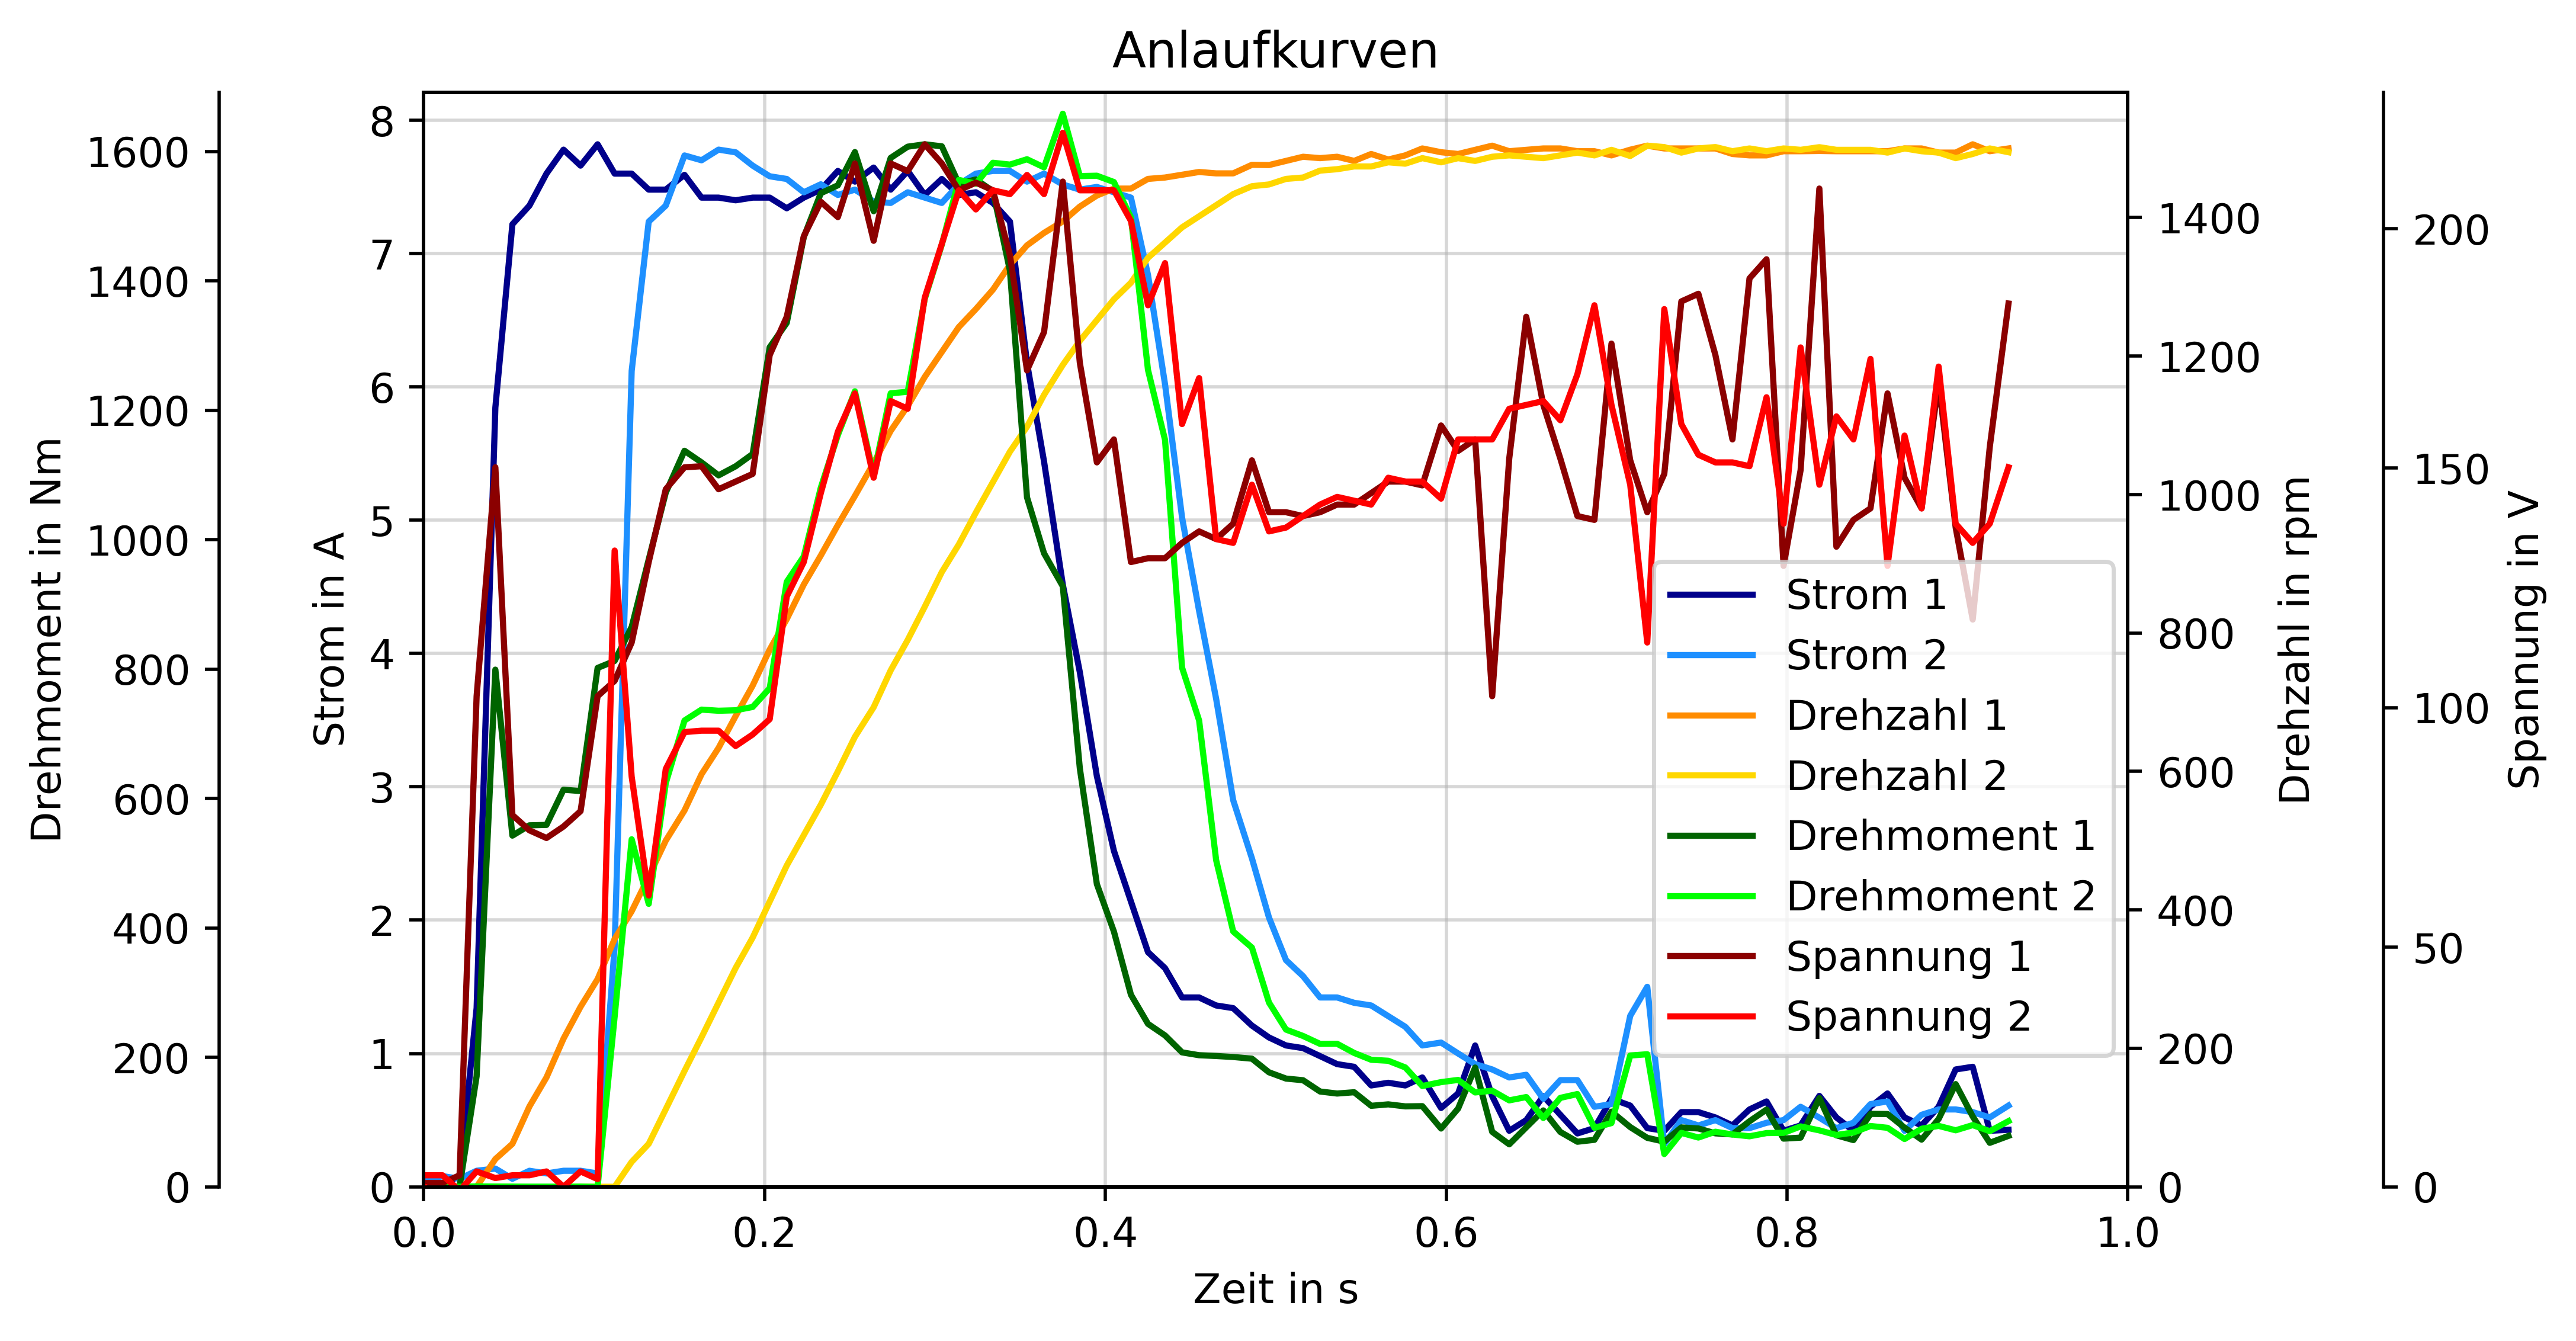 Anlaufkurven
Drehmoment in Nm
1600
1400
1200
1000
800
600
400
200
0
Strom in A
8
7
6
5
4
3
2
1
0
0.0 0.2 0.4 0.6 0.8 1.0
Zeit in s
Strom 1
Strom 2
Drehzahl 1
Drehzahl 2
Drehmoment 1
Drehmoment 2
Spannung 1
Spannung 2
1400
1200
1000
800
600
400
200
0
Drehzahl in rpm
200
150
100
50
0
Spannung in V